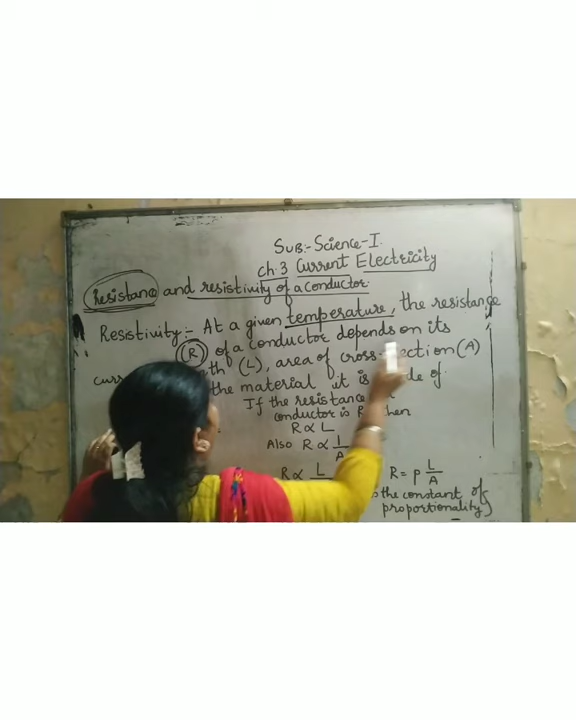 Sub:- Science-I.
ch.3 Current Electricity
resistance and resistivity of a conductor.
Resistivity:- At a given temperature, the resistance
(R) of a conductor depends on its
(L), area of cross-section (A)
the material it is of
If the resistance
conductor is then
R ∝ L
Also R ∝ 1/A
R ∝ L R = ρ L/A
the constant of
proportionality)